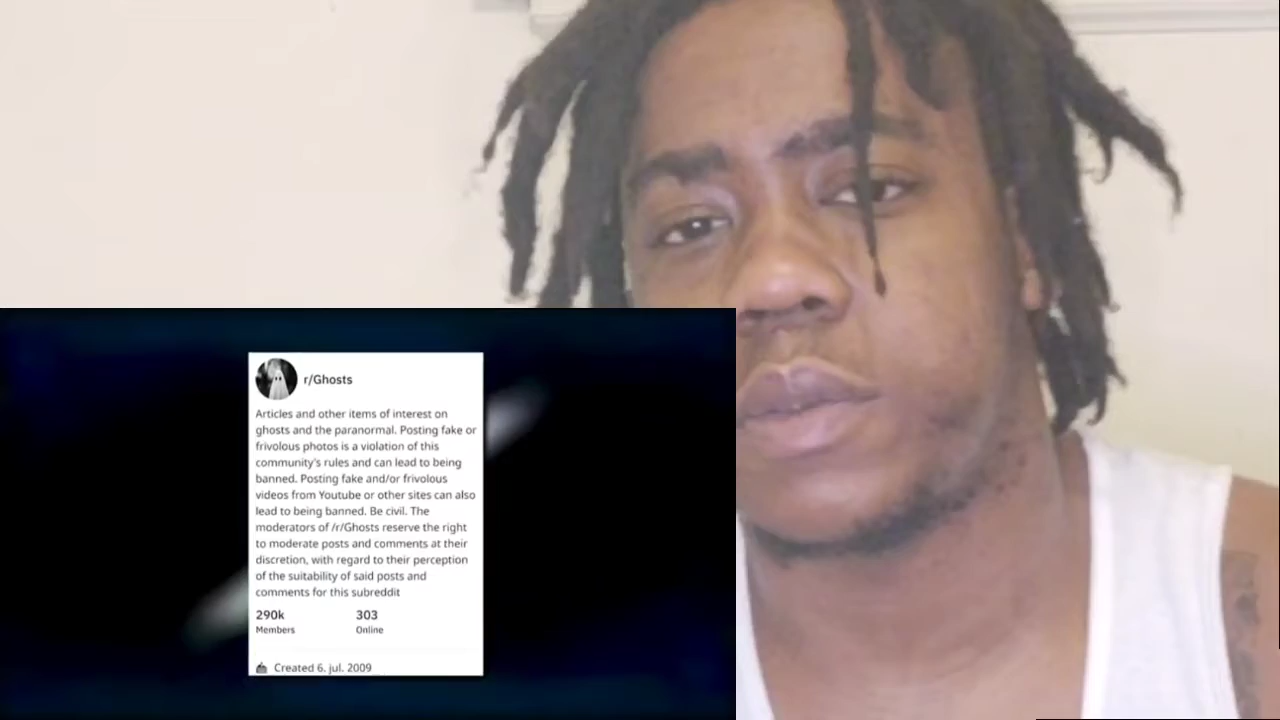 r/Ghosts
Articles and other items of interest on
ghosts and the paranormal. Posting fake or
frivolous photos is a violation of this
community's rules and can lead to being
banned. Posting fake and/or frivolous
videos from Youtube or other sites can also
lead to being banned. Be civil. The
moderators of /r/Ghosts reserve the right
to moderate posts and comments at their
discretion, with regard to their perception
of the suitability of said posts and
comments for this subreddit
290k 303
Members Online
Created 6. jul. 2009